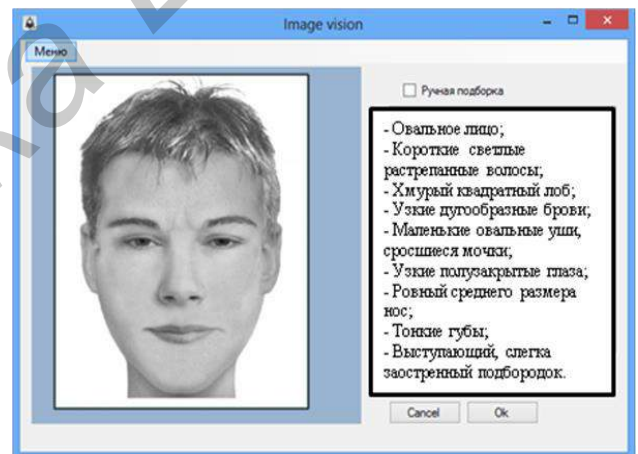 Image vision
Меню
Ручная подборка
- Овальное лицо;
- Короткие светлые
растрепанные волосы;
- Хмурый квадратный лоб;
- Узкие дугообразные брови;
- Маленькие овальные уши,
сросшиеся мочки;
- Узкие полузакрытые глаза;
- Ровный среднего размера
нос;
- Тонкие губы;
- Выступающий, слегка
заостренный подбородок.
Cancel Ok